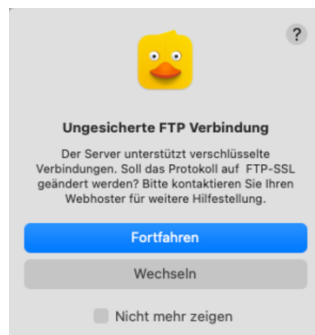 ?
Ungesicherte FTP Verbindung
Der Server unterstützt verschlüsselte
Verbindungen. Soll das Protokoll auf FTP-SSL
geändert werden? Bitte kontaktieren Sie Ihren
Webhoster für weitere Hilfestellung.
Fortfahren
Wechseln
Nicht mehr zeigen